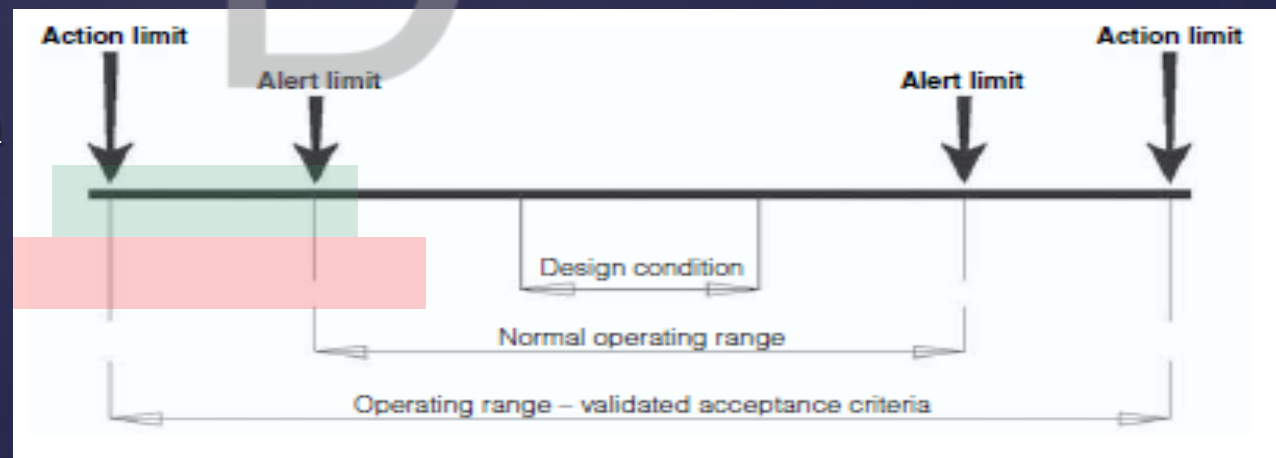 Action limit
Action limit
Alert limit
Alert limit
Design condition
Normal operating range
Operating range – validated acceptance criteria